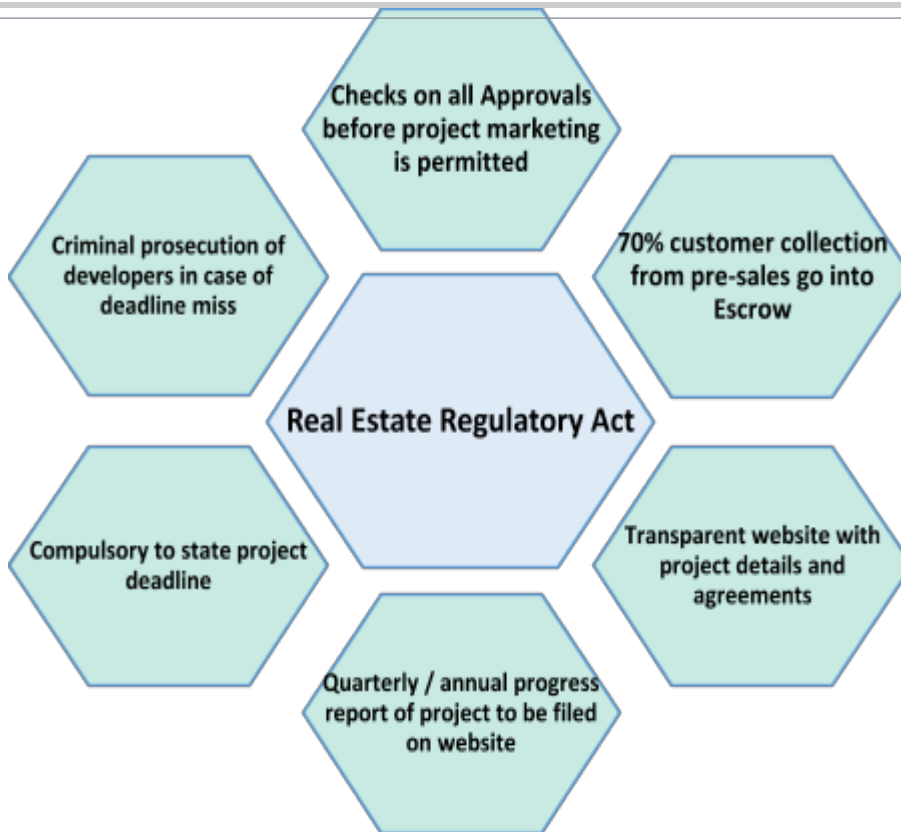 Checks on all Approvals
before project marketing
is permitted
70% customer collection
from pre-sales go into
Escrow
Transparent website with
project details and
agreements
Quarterly / annual progress
report of project to be filed
on website
Compulsory to state project
deadline
Criminal prosecution of
developers in case of
deadline miss
Real Estate Regulatory Act